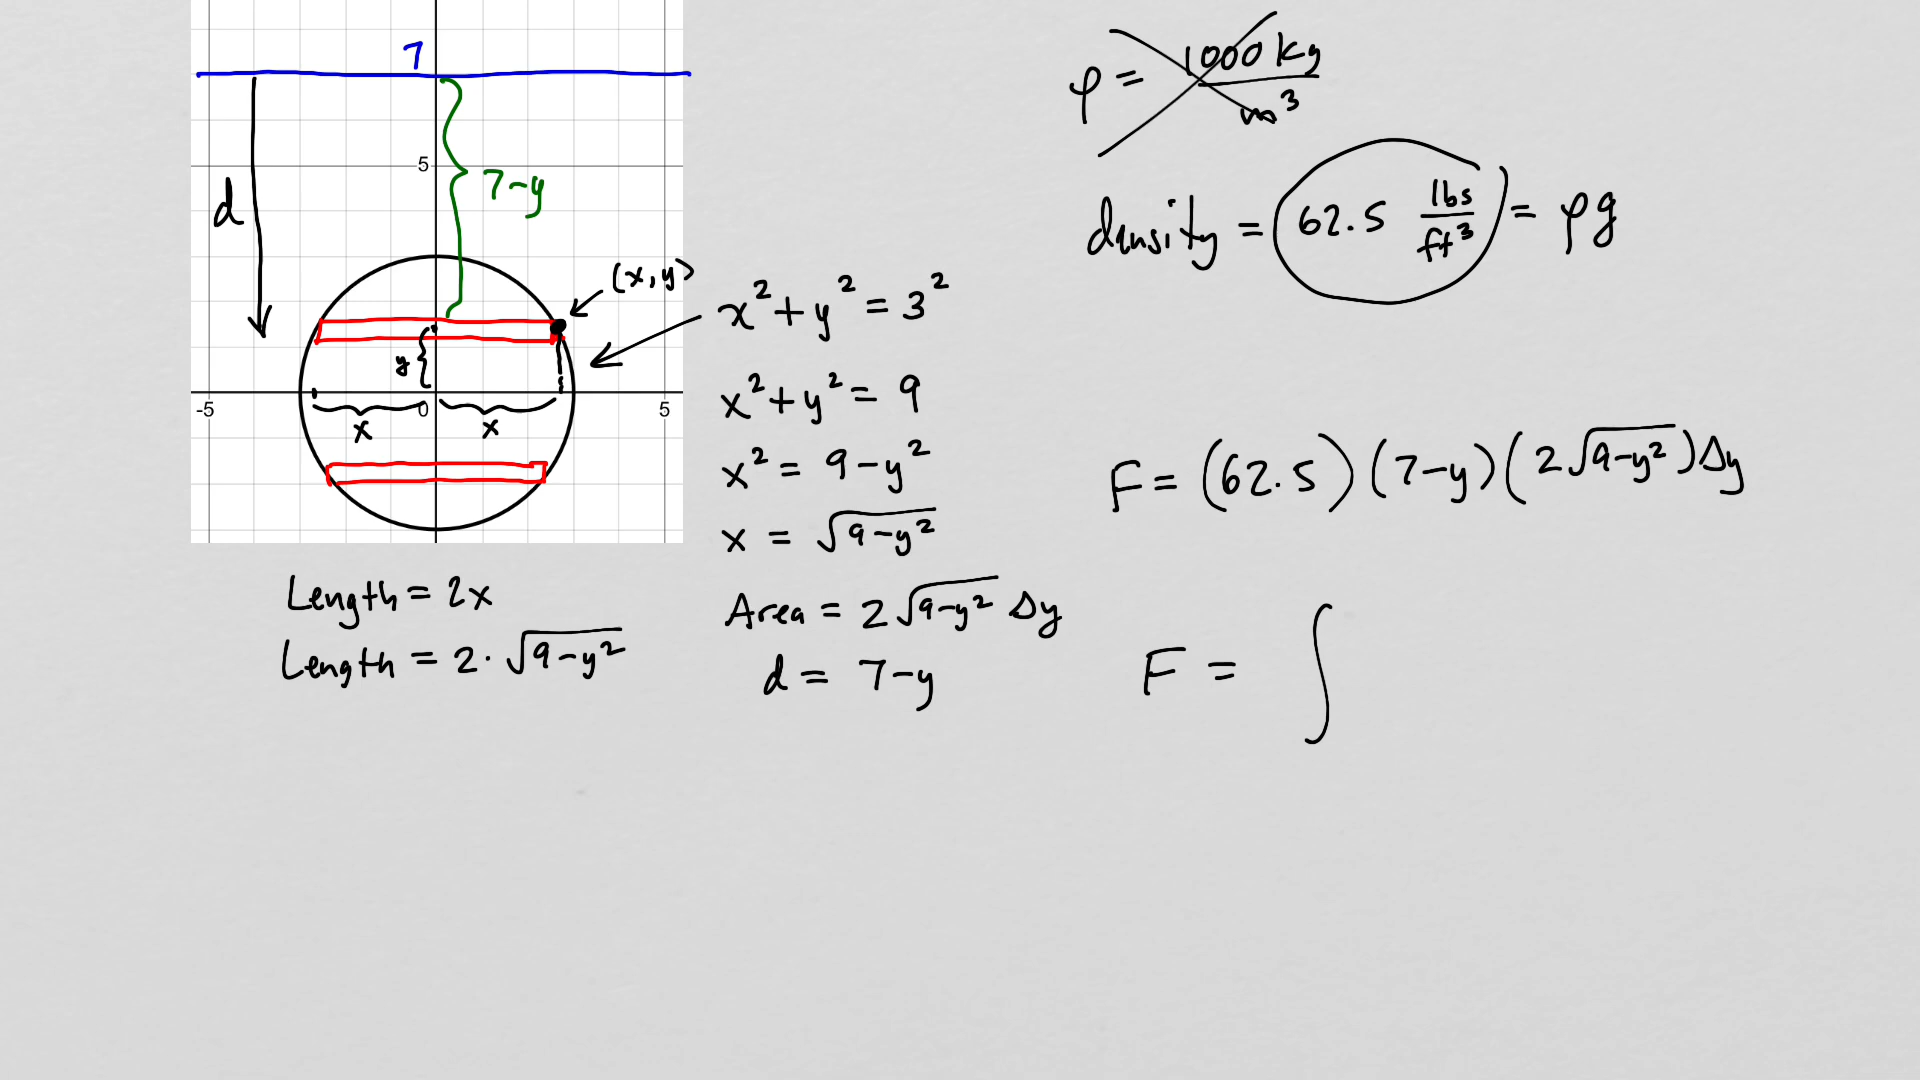 7
5
7-y
d
(x,y)
y
-5
0
5
x
x
Length = 2x
Length = 2 · √(9-y²)
x² + y² = 3²
x² + y² = 9
x² = 9-y²
x = √(9-y²)
Area = 2√(9-y²) Δy
d = 7-y
ρ = 1000 kg / m³
density = 62.5 lbs/ft³ = ρg
F = (62.5)(7-y)(2√(9-y²))Δy
F = ∫